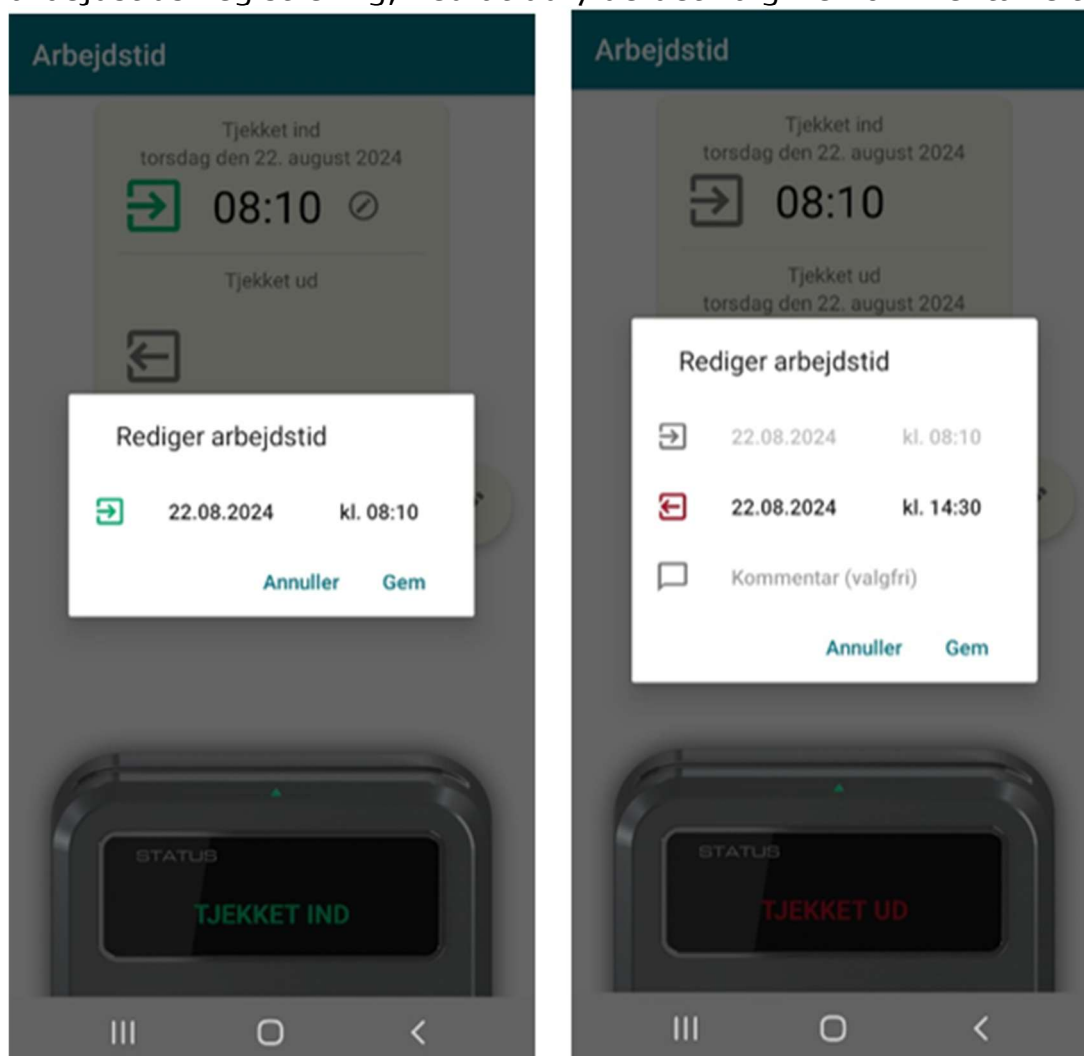 Arbejdstid
Tjekket ind
torsdag den 22. august 2024
08:10
Tjekket ud
Rediger arbejdstid
22.08.2024 kl. 08:10
Annuller Gem
STATUS
TJEKKET IND
Arbejdstid
Tjekket ind
torsdag den 22. august 2024
08:10
Tjekket ud
torsdag den 22. august 2024
Rediger arbejdstid
22.08.2024 kl. 08:10
22.08.2024 kl. 14:30
Kommentar (valgfri)
Annuller Gem
STATUS
TJEKKET UD